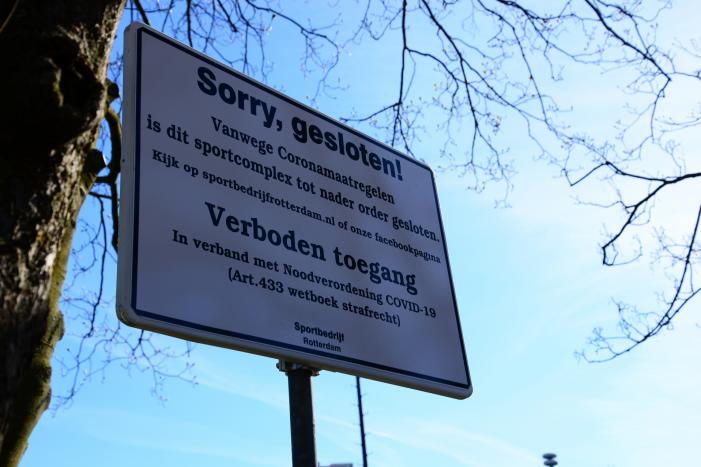 Sorry, gesloten!
Vanwege Coronamaatregelen
is dit sportcomplex tot nader order gesloten.
Kijk op sportbedrijfrotterdam.nl of onze facebookpagina
Verboden toegang
In verband met Noodverordening COVID-19
(Art.433 wetboek strafrecht)
Sportbedrijf
Rotterdam